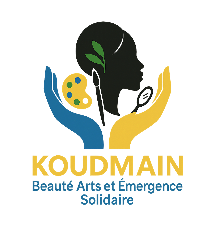 KOUDMAIN
Beauté Arts et Émergence
Solidaire